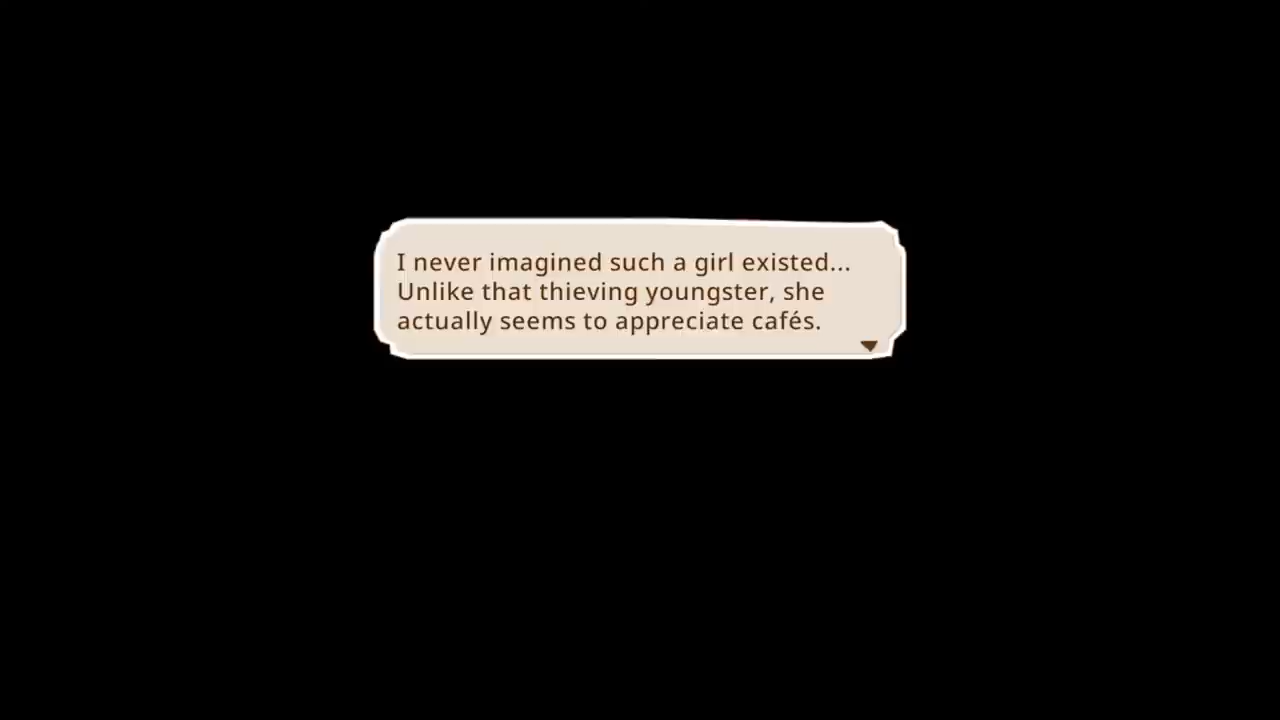 I never imagined such a girl existed...
Unlike that thieving youngster, she
actually seems to appreciate cafés.